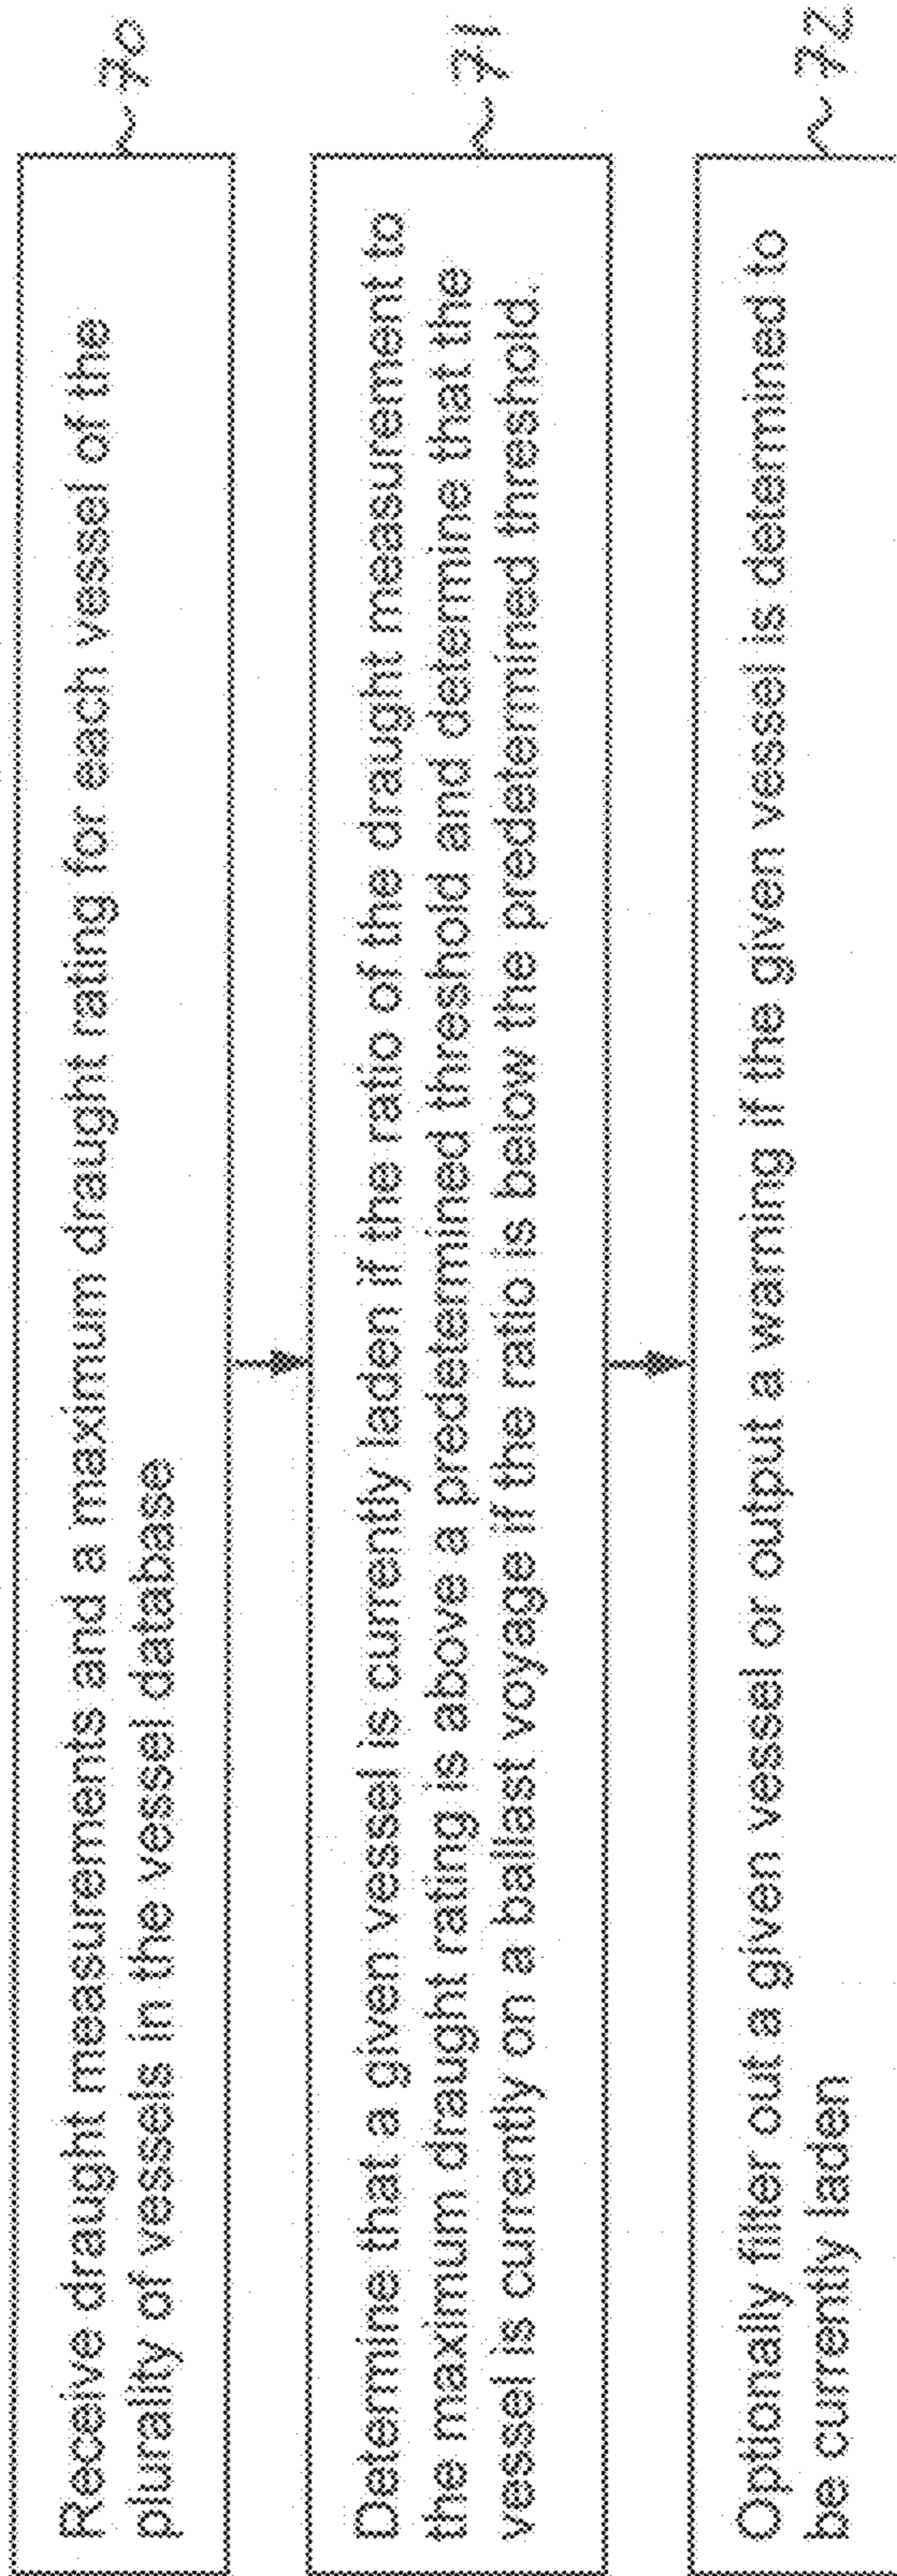 Receive draught measurements and a maximum draught rating for each vessel of the
plurality of vessels in the vessel database
70
Determine that a given vessel is currently laden if the ratio of the draught measurement to
the maximum draught rating is above a predetermined threshold and determine that the
vessel is currently on a ballast voyage if the ratio is below the predetermined threshold.
71
Optionally filter out a given vessel or output a warning if the given vessel is determined to
be currently laden
72